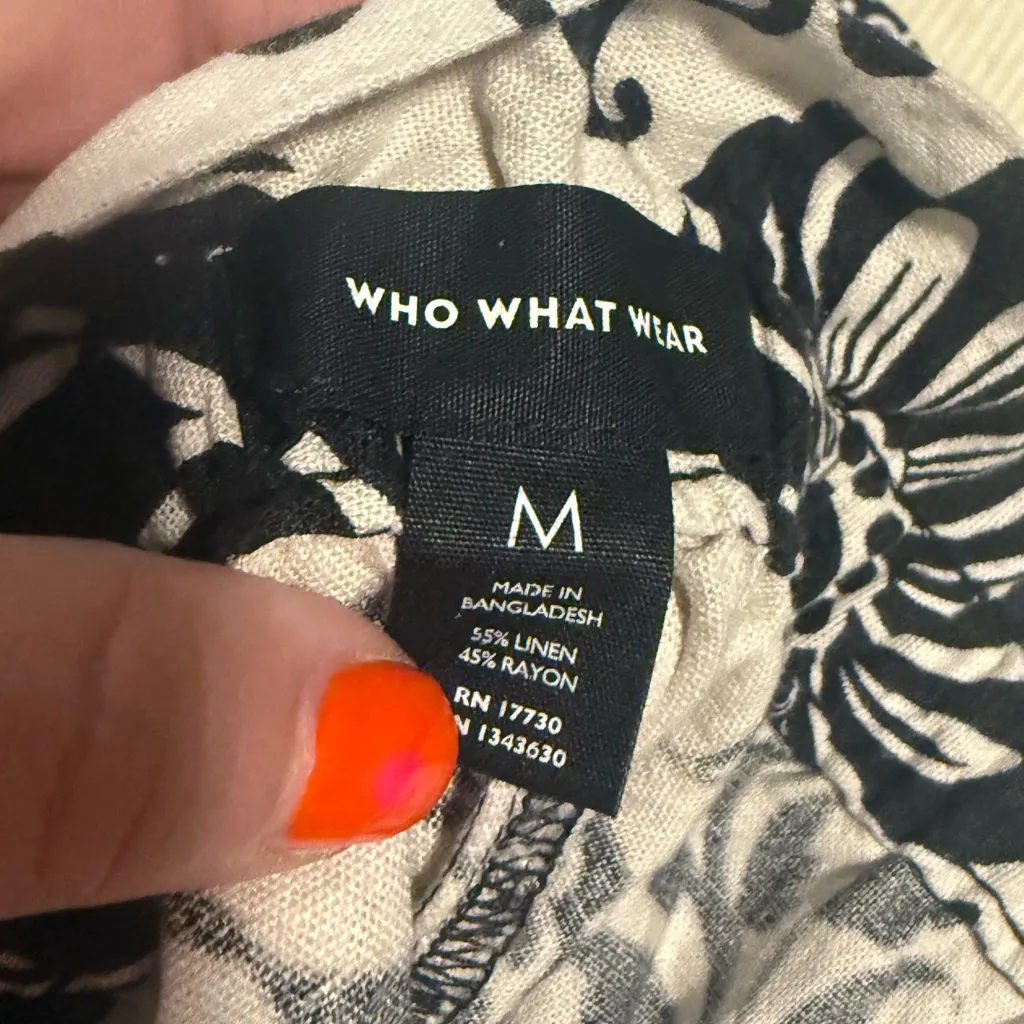 WHO WHAT WEAR
M
MADE IN
BANGLADESH
55% LINEN
45% RAYON
RN 17730
N 1343630